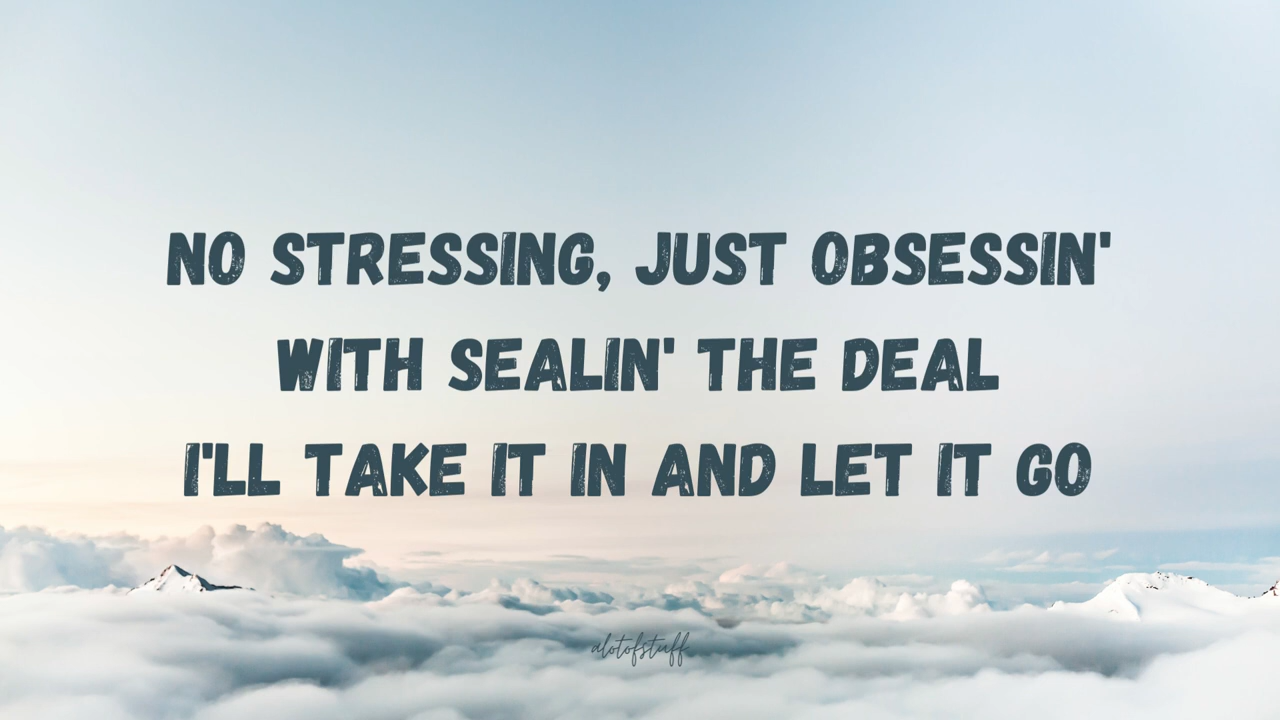 NO STRESSING, JUST OBSESSIN'
WITH SEALIN' THE DEAL
I'LL TAKE IT IN AND LET IT GO
alotofstuff